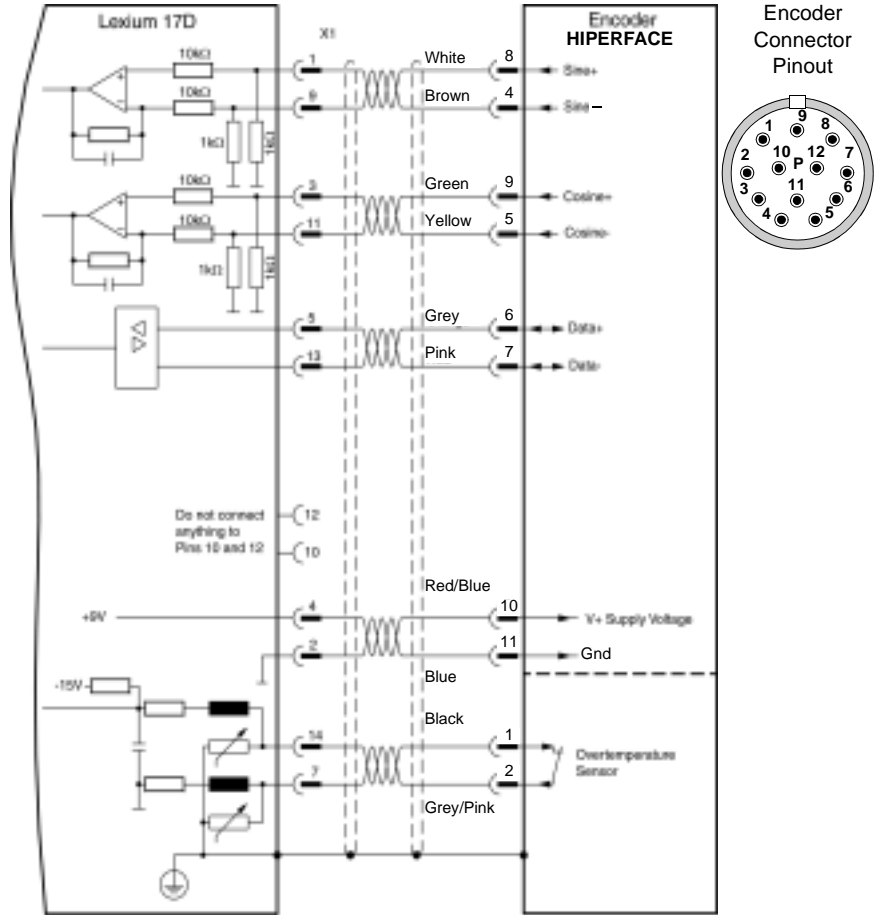 Lexium 17D
X1
Encoder
HIPERFACE
Encoder
Connector
Pinout
10kΩ
1
White
8
Sine+
10kΩ
9
Brown
4
Sine–
1kΩ
1kΩ
10kΩ
3
Green
9
Cosine+
10kΩ
11
Yellow
5
Cosine-
1kΩ
1kΩ
5
Grey
6
Data+
13
Pink
7
Data-
Do not connect
anything to
Pins 10 and 12
12
10
Red/Blue
+9V
4
10
V+ Supply Voltage
2
11
Gnd
Blue
-15V
Black
14
1
Overtemperature
Sensor
7
2
Grey/Pink
9
1
8
2
10
P
12
7
3
11
6
4
5